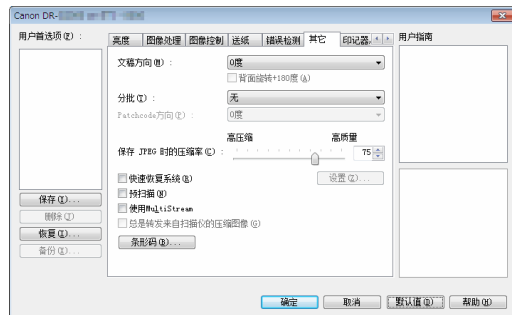 Canon DR-
用户首选项(P)：
亮度 图像处理 图像控制 送纸 错误检测 其它 印记器
用户指南
文稿方向(M)： 0度
背面旋转+180度(A)
分批(T)： 无
Patchcode方向(P)： 0度
高压缩 高质量
保存 JPEG 时的压缩率(C)： 75
快速恢复系统(R) 设置(Z)...
预扫描(N)
使用MultiStream
总是转发来自扫描仪的压缩图像(G)
条形码(B)...
保存(I)...
删除(J)
恢复(K)...
备份(X)...
确定 取消 默认值(D) 帮助(H)